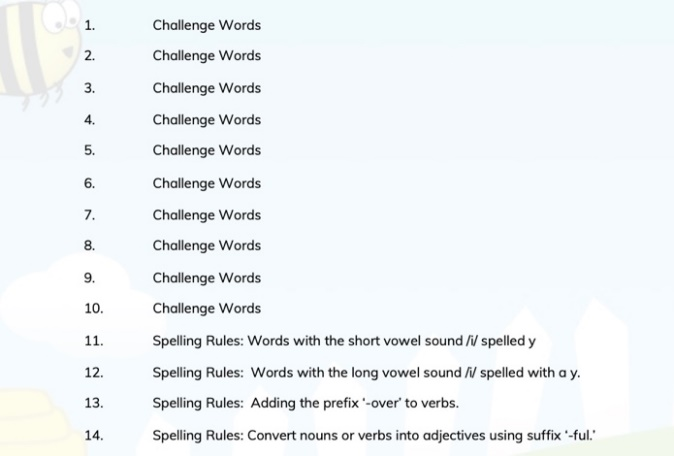 1. Challenge Words
2. Challenge Words
3. Challenge Words
4. Challenge Words
5. Challenge Words
6. Challenge Words
7. Challenge Words
8. Challenge Words
9. Challenge Words
10. Challenge Words
11. Spelling Rules: Words with the short vowel sound /i/ spelled y
12. Spelling Rules: Words with the long vowel sound /i/ spelled with a y.
13. Spelling Rules: Adding the prefix ‘-over’ to verbs.
14. Spelling Rules: Convert nouns or verbs into adjectives using suffix ‘-ful.’